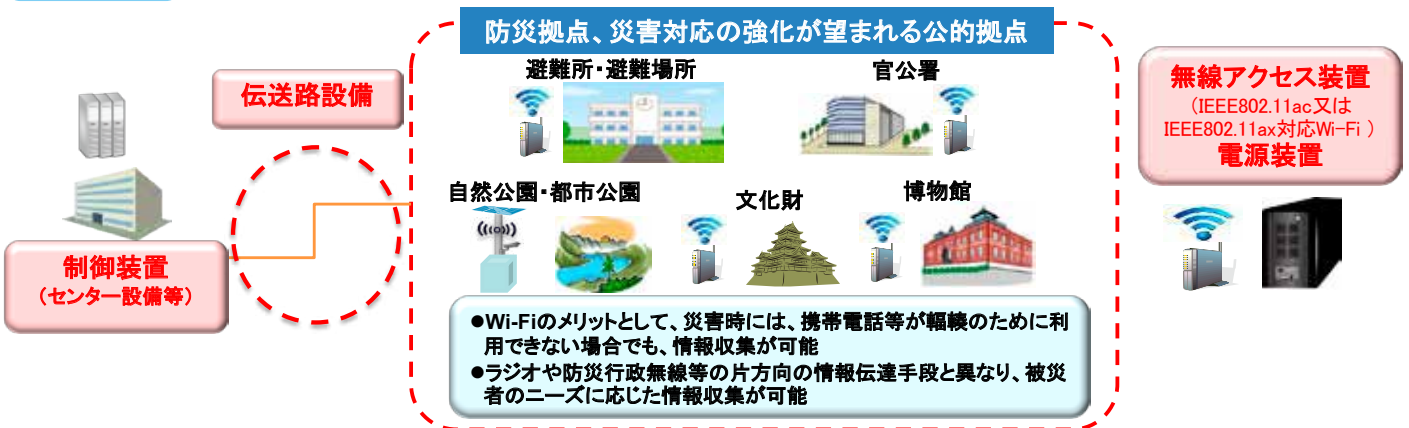 防災拠点、災害対応の強化が望まれる公的拠点
避難所・避難場所
官公署
伝送路設備
無線アクセス装置
(IEEE802.11ac又は
IEEE802.11ax対応Wi-Fi )
電源装置
自然公園・都市公園
文化財
博物館
制御装置
(センター設備等)
●Wi-Fiのメリットとして、災害時には、携帯電話等が輻輳のために利
用できない場合でも、情報収集が可能
●ラジオや防災行政無線等の片方向の情報伝達手段と異なり、被災
者のニーズに応じた情報収集が可能